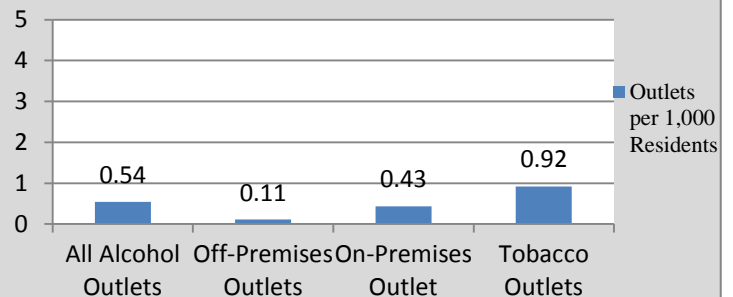 5
4
3
2
1
0
0.54
0.11
0.43
0.92
All Alcohol
Outlets
Off-Premises
Outlets
On-Premises
Outlet
Tobacco
Outlets
Outlets
per 1,000
Residents